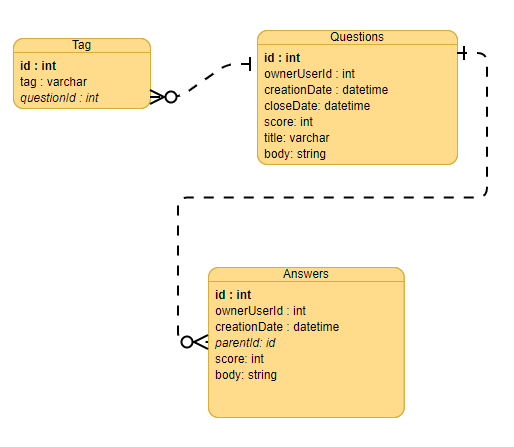 Tag
id : int
tag : varchar
questionId : int
Questions
id : int
ownerUserId : int
creationDate : datetime
closeDate: datetime
score: int
title: varchar
body: string
Answers
id : int
ownerUserId : int
creationDate : datetime
parentId: id
score: int
body: string